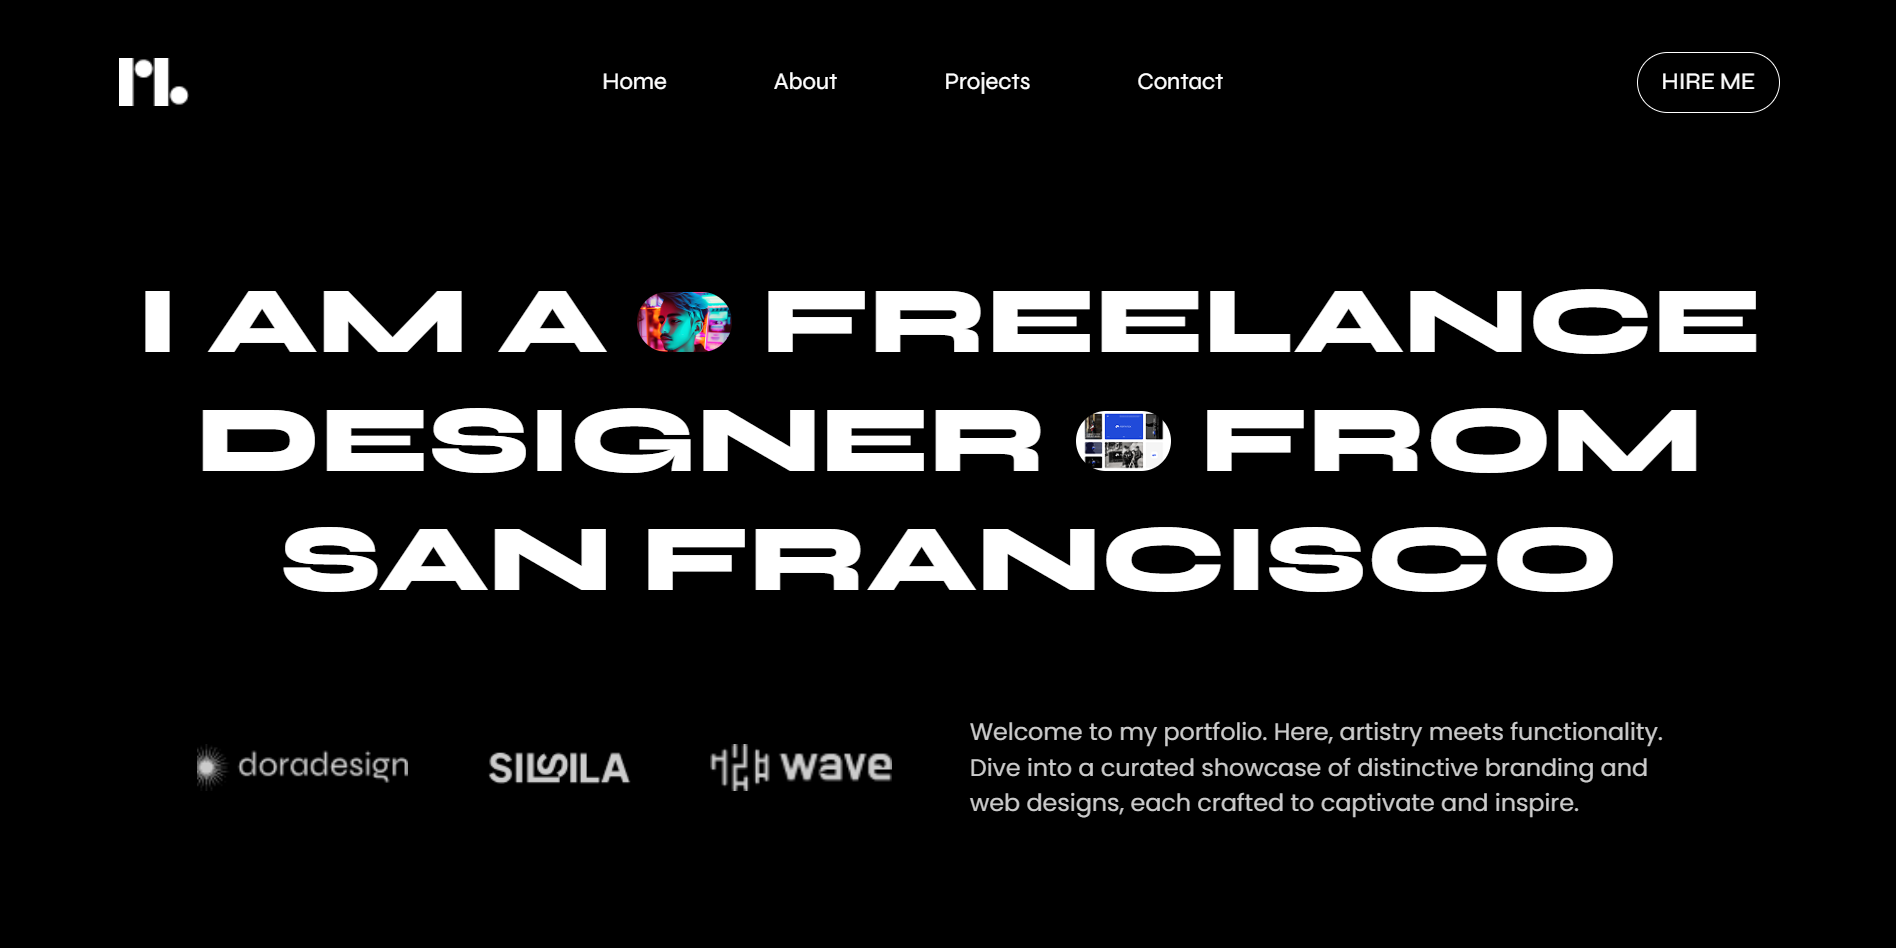 Home About Projects Contact HIRE ME
I AM A FREELANCE
DESIGNER FROM
SAN FRANCISCO
doradesign SILSILA wave
Welcome to my portfolio. Here, artistry meets functionality.
Dive into a curated showcase of distinctive branding and
web designs, each crafted to captivate and inspire.